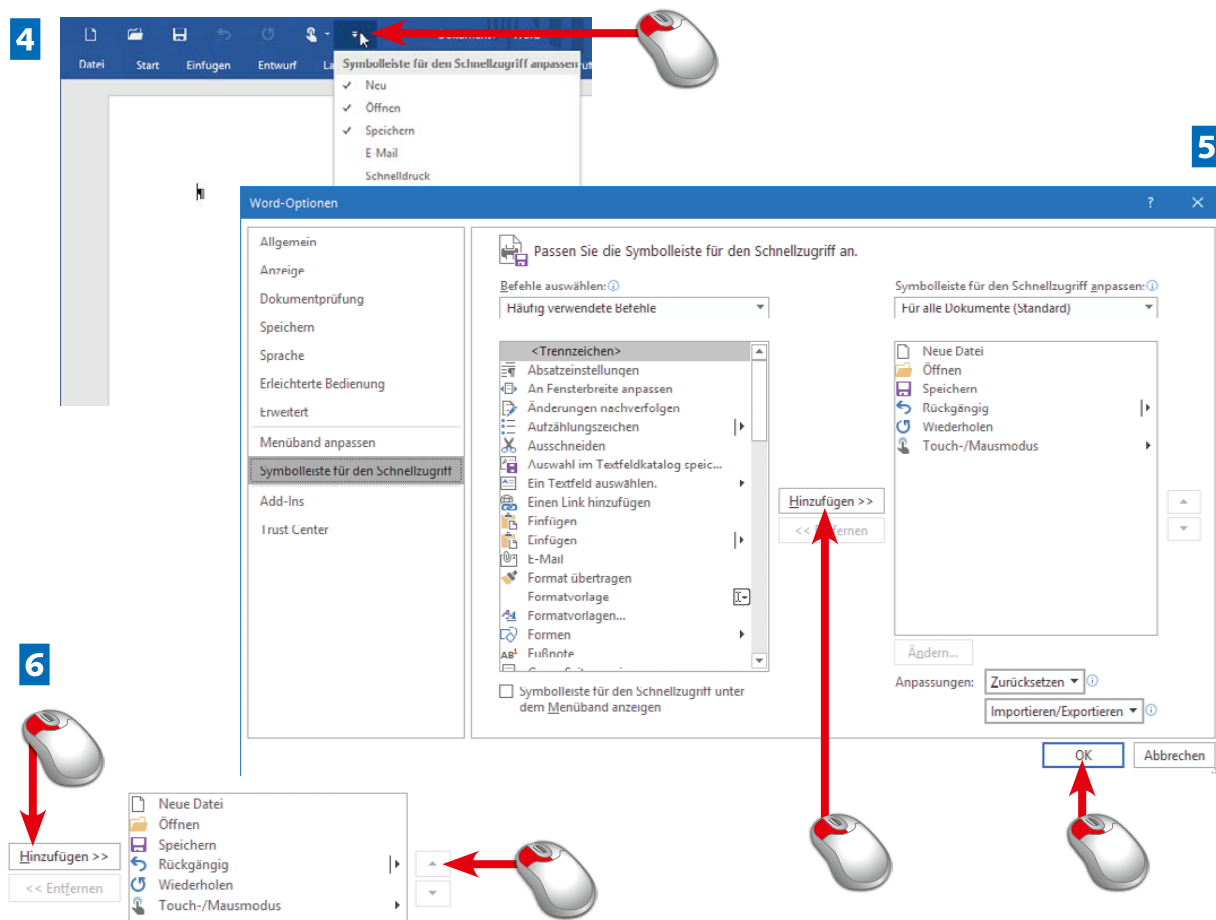 4
Datei Start Einfügen Entwurf
Symbolleiste für den Schnellzugriff anpassen
✓ Neu
✓ Öffnen
✓ Speichern
E-Mail
Schnelldruck
5
Word-Optionen ? ×
Allgemein
Anzeige
Dokumentprüfung
Speichern
Sprache
Erleichterte Bedienung
Erweitert
Menüband anpassen
Symbolleiste für den Schnellzugriff
Add-Ins
Trust Center
Passen Sie die Symbolleiste für den Schnellzugriff an.
Befehle auswählen:
Häufig verwendete Befehle
<Trennzeichen>
Absatzeinstellungen
An Fensterbreite anpassen
Änderungen nachverfolgen
Aufzählungszeichen
Ausschneiden
Auswahl im Textfeldkatalog speic...
Ein Textfeld auswählen.
Einen Link hinzufügen
Einfügen
Einfügen
E-Mail
Format übertragen
Formatvorlage
Formatvorlagen...
Formen
Fußnote
Symbolleiste für den Schnellzugriff unter
dem Menüband anzeigen
Hinzufügen >>
Symbolleiste für den Schnellzugriff anpassen:
Für alle Dokumente (Standard)
Neue Datei
Öffnen
Speichern
Rückgängig
Wiederholen
Touch-/Mausmodus
Ändern...
Anpassungen: Zurücksetzen
Importieren/Exportieren
OK Abbrechen
6
Hinzufügen >>
<< Entfernen
Neue Datei
Öffnen
Speichern
Rückgängig
Wiederholen
Touch-/Mausmodus